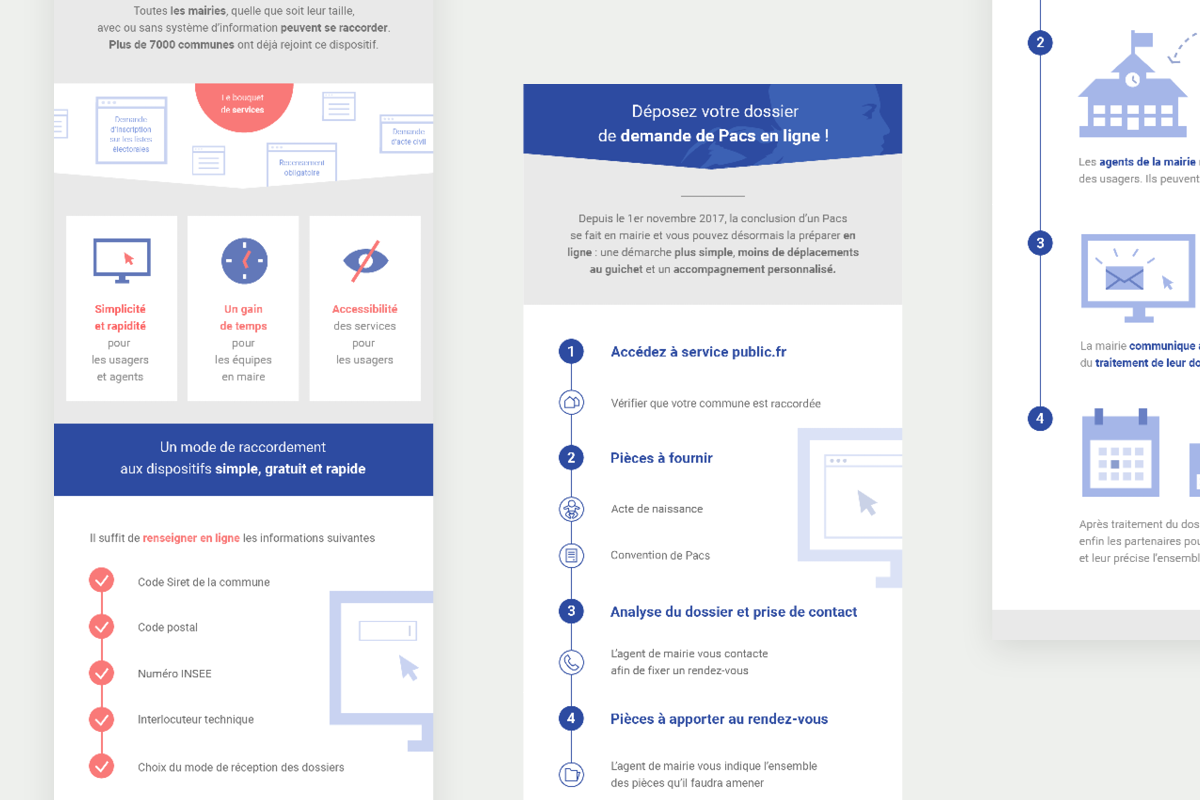 Toutes les mairies, quelle que soit leur taille,
avec ou sans système d'information peuvent se raccorder.
Plus de 7000 communes ont déjà rejoint ce dispositif.
Le bouquet
de services
Demande
d'inscription
sur les listes
électorales
Recensement
obligatoire
Demande
d'acte civil
Simplicité
et rapidité
pour
les usagers
et agents
Un gain
de temps
pour
les équipes
en maire
Accessibilité
des services
pour
les usagers
Un mode de raccordement
aux dispositifs simple, gratuit et rapide
Il suffit de renseigner en ligne les informations suivantes
Code Siret de la commune
Code postal
Numéro INSEE
Interlocuteur technique
Choix du mode de réception des dossiers
Déposez votre dossier
de demande de Pacs en ligne !
Depuis le 1er novembre 2017, la conclusion d'un Pacs
se fait en mairie et vous pouvez désormais la préparer en
ligne : une démarche plus simple, moins de déplacements
au guichet et un accompagnement personnalisé.
1 Accédez à service public.fr
Vérifier que votre commune est raccordée
2 Pièces à fournir
Acte de naissance
Convention de Pacs
3 Analyse du dossier et prise de contact
L'agent de mairie vous contacte
afin de fixer un rendez-vous
4 Pièces à apporter au rendez-vous
L'agent de mairie vous indique l'ensemble
des pièces qu'il faudra amener
2
Les agents de la mairie
des usagers. Ils peuvent
3
La mairie communique
du traitement de leur
4
Après traitement du
enfin les partenaires
et leur précise